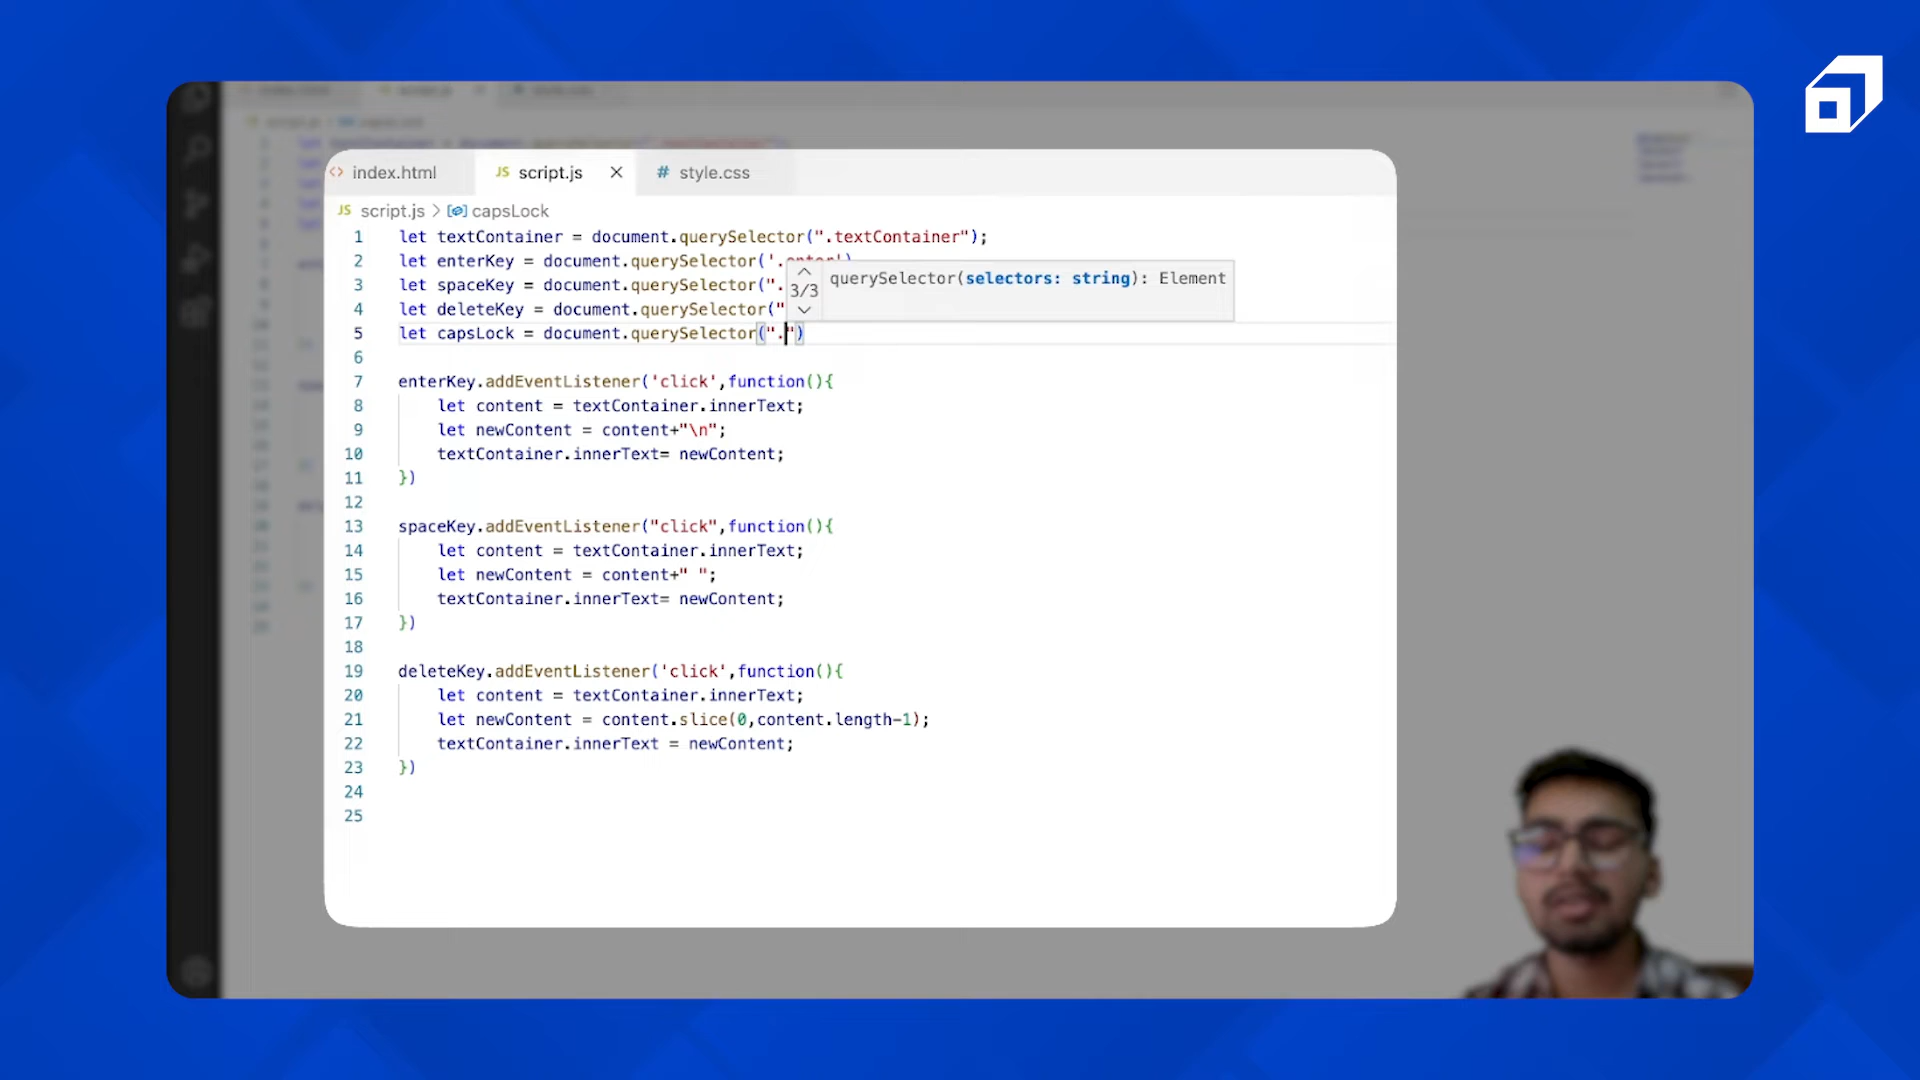 index.html JS script.js # style.css
JS script.js > capsLock
1 let textContainer = document.querySelector(".textContainer");
2 let enterKey = document.querySelector('.enter')
3 let spaceKey = document.querySelector(".
4 let deleteKey = document.querySelector("
3/3 querySelector(selectors: string): Element
5 let capsLock = document.querySelector(".")
6
7 enterKey.addEventListener('click',function(){
8 let content = textContainer.innerText;
9 let newContent = content+"\n";
10 textContainer.innerText= newContent;
11 })
12
13 spaceKey.addEventListener("click",function(){
14 let content = textContainer.innerText;
15 let newContent = content+" ";
16 textContainer.innerText= newContent;
17 })
18
19 deleteKey.addEventListener('click',function(){
20 let content = textContainer.innerText;
21 let newContent = content.slice(0,content.length-1);
22 textContainer.innerText = newContent;
23 })
24
25